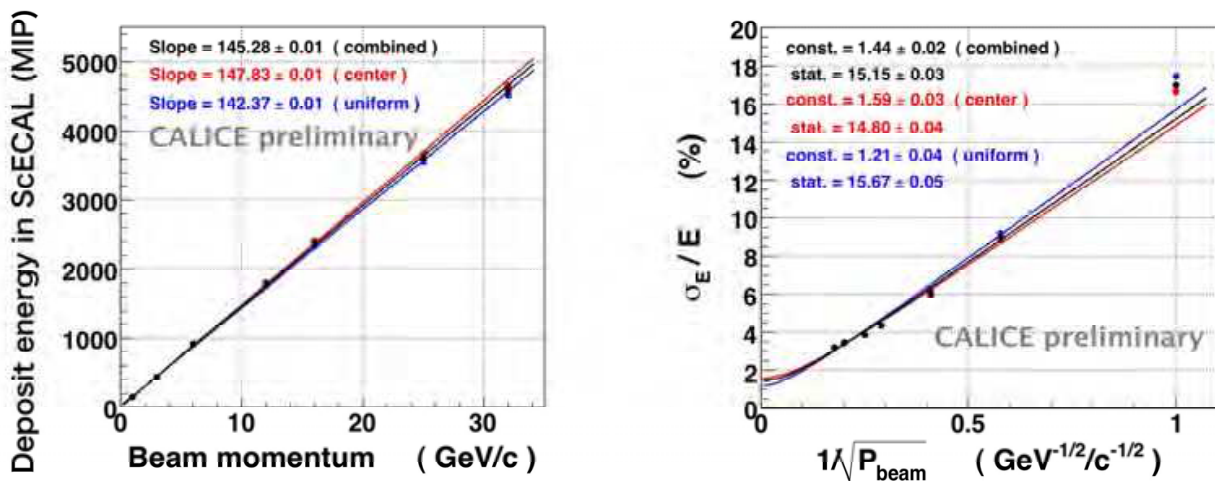 Deposit energy in ScECAL (MIP)
5000
4000
3000
2000
1000
0
Slope = 145.28 ± 0.01 ( combined )
Slope = 147.83 ± 0.01 ( center )
Slope = 142.37 ± 0.01 ( uniform )
CALICE preliminary
0 10 20 30
Beam momentum ( GeV/c )
σE / E (%)
20
18
16
14
12
10
8
6
4
2
0
const. = 1.44 ± 0.02 ( combined )
stat. = 15.15 ± 0.03
const. = 1.59 ± 0.03 ( center )
stat. = 14.80 ± 0.04
const. = 1.21 ± 0.04 ( uniform )
stat. = 15.67 ± 0.05
CALICE preliminary
0 0.5 1
1/√Pbeam ( GeV-1/2/c-1/2 )